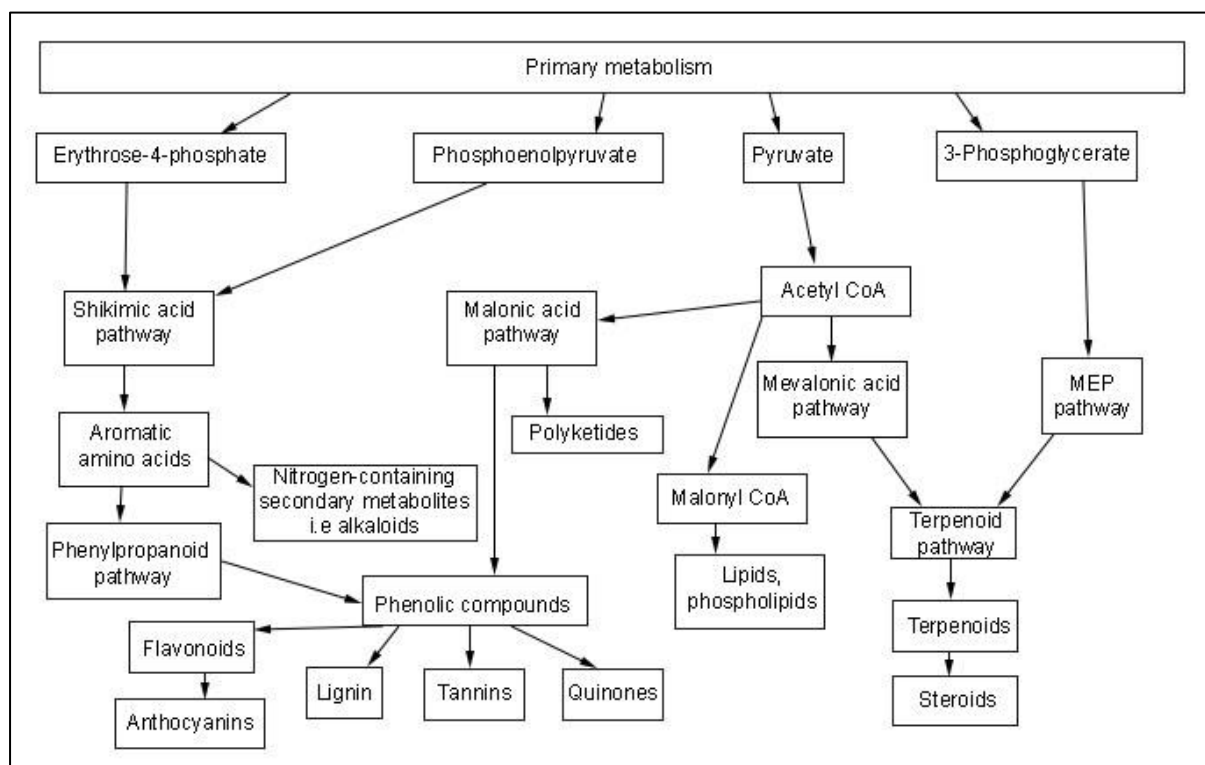 Primary metabolism
Erythrose-4-phosphate
Phosphoenolpyruvate
Pyruvate
3-Phosphoglycerate
Shikimic acid
pathway
Malonic acid
pathway
Acetyl CoA
Mevalonic acid
pathway
MEP
pathway
Aromatic
amino acids
Polyketides
Nitrogen-containing
secondary metabolites
i.e alkaloids
Malonyl CoA
Terpenoid
pathway
Phenylpropanoid
pathway
Phenolic compounds
Lipids,
phospholipids
Flavonoids
Lignin
Tannins
Quinones
Terpenoids
Anthocyanins
Steroids